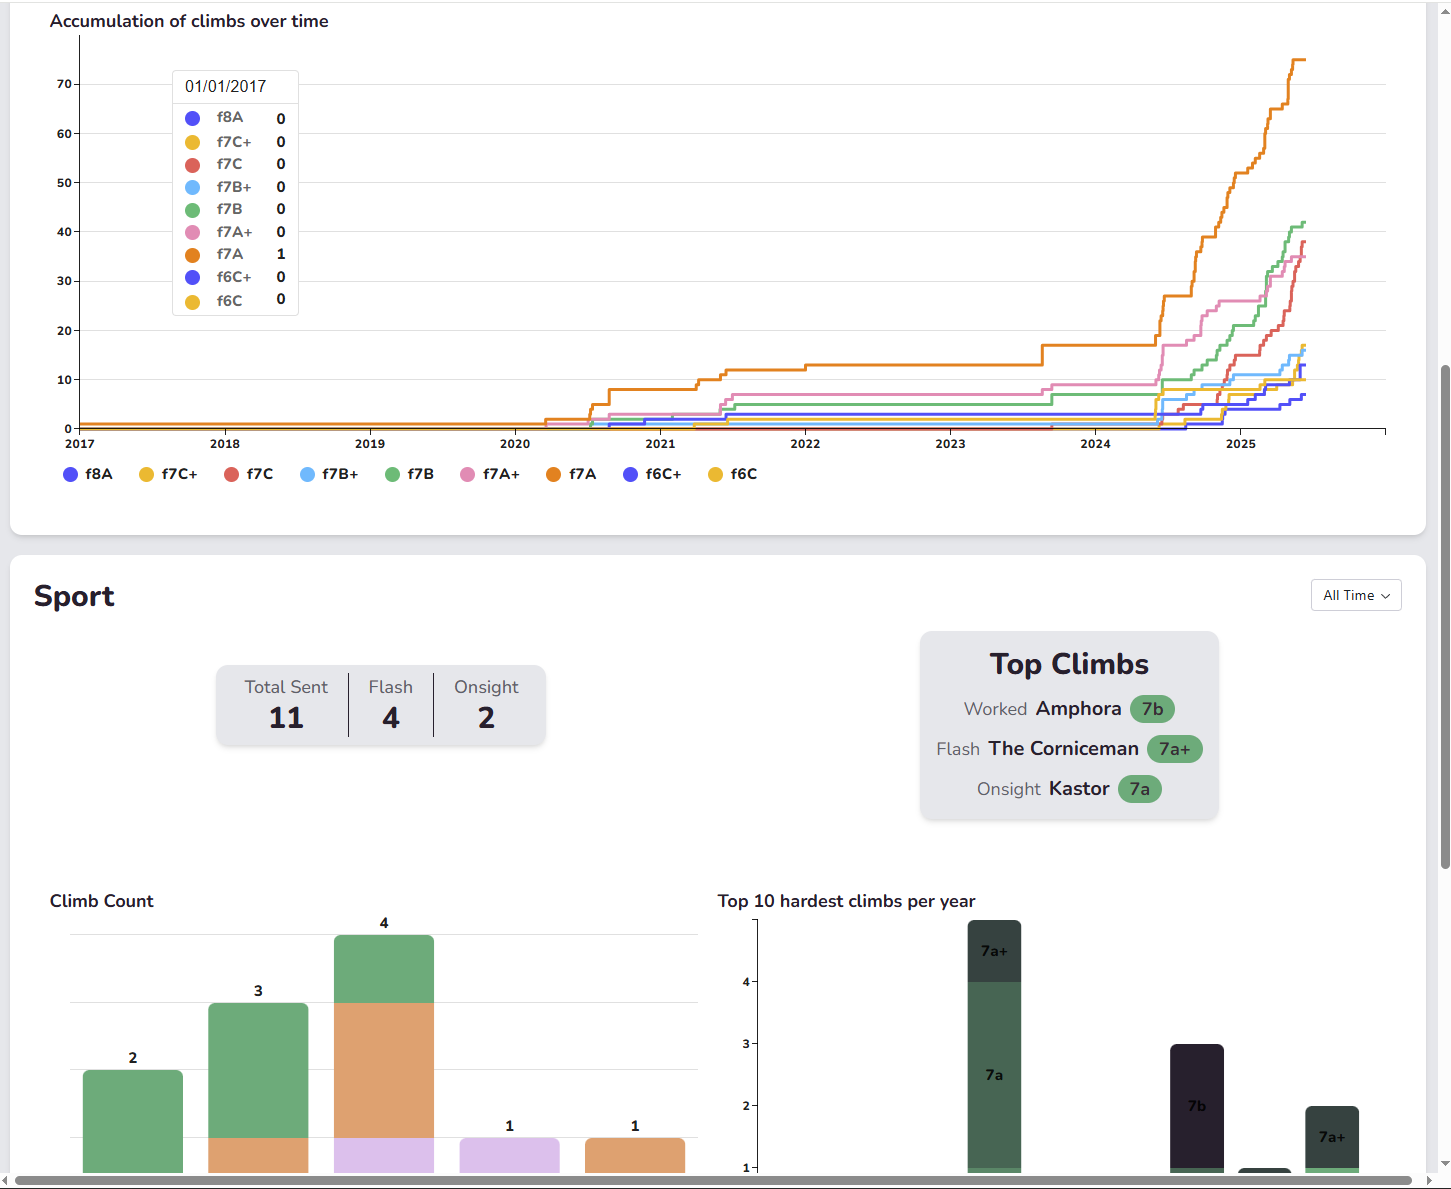 Accumulation of climbs over time
01/01/2017
f8A 0
f7C+ 0
f7C 0
f7B+ 0
f7B 0
f7A+ 0
f7A 1
f6C+ 0
f6C 0
70
60
50
40
30
20
10
0
2017 2018 2019 2020 2021 2022 2023 2024 2025
f8A f7C+ f7C f7B+ f7B f7A+ f7A f6C+ f6C
Sport
All Time
Total Sent Flash Onsight
11 4 2
Top Climbs
Worked Amphora 7b
Flash The Corniceman 7a+
Onsight Kastor 7a
Climb Count
4
3
2
1 1
Top 10 hardest climbs per year
7a+
4
3
7a
2 7b
7a+
1